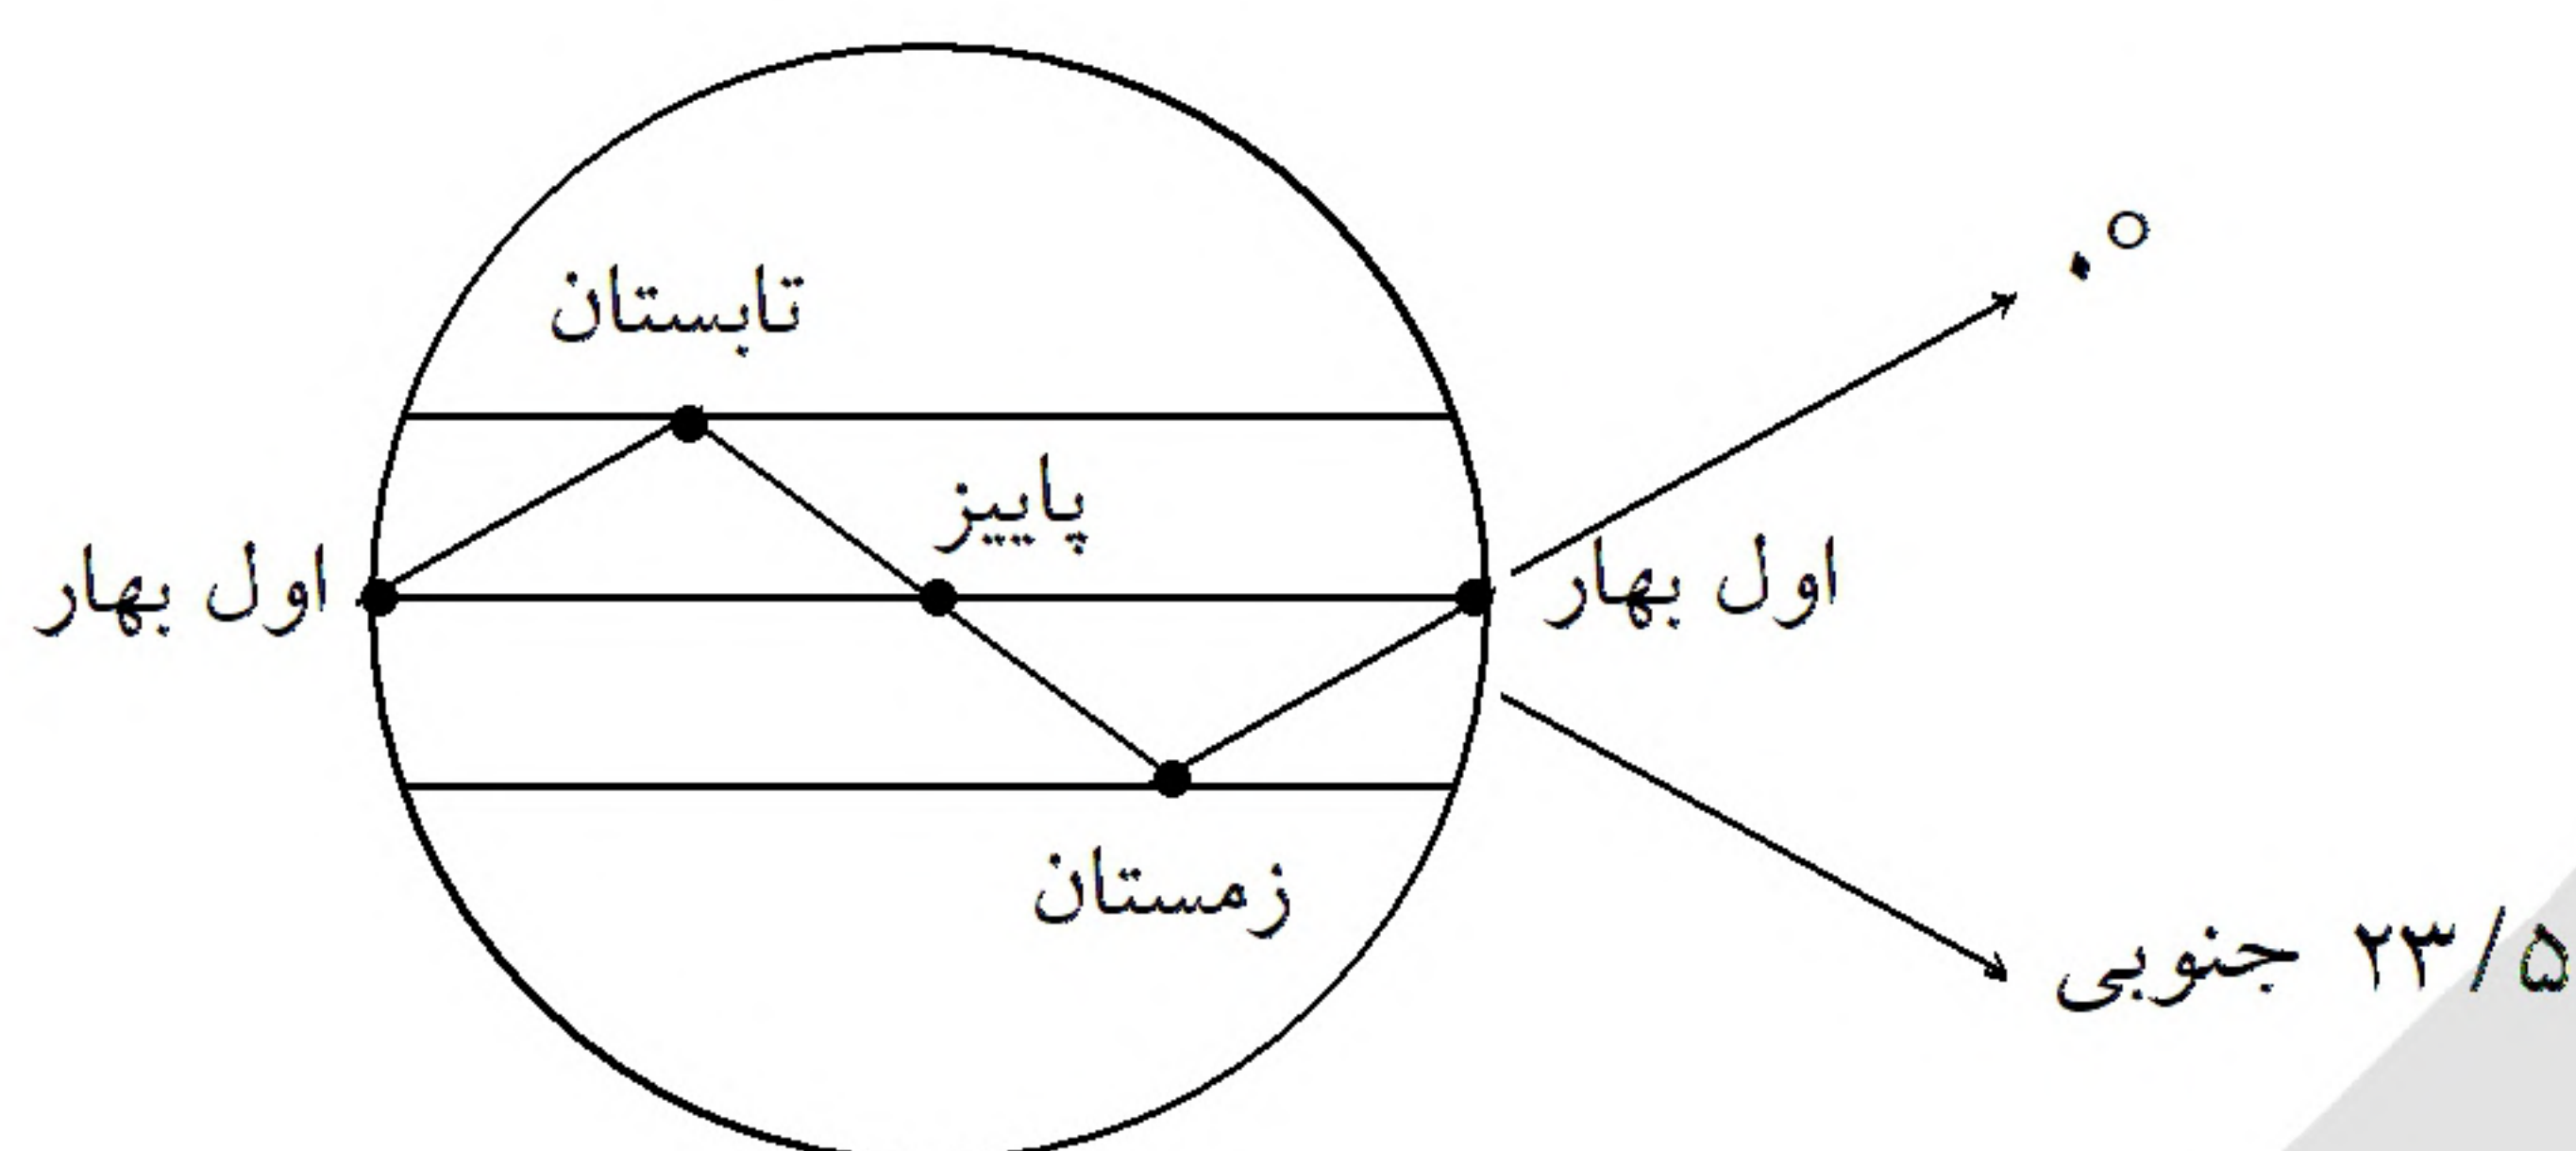 ۰°
تابستان
پاییز
اول بهار
اول بهار
زمستان
۲۳/۵ جنوبی